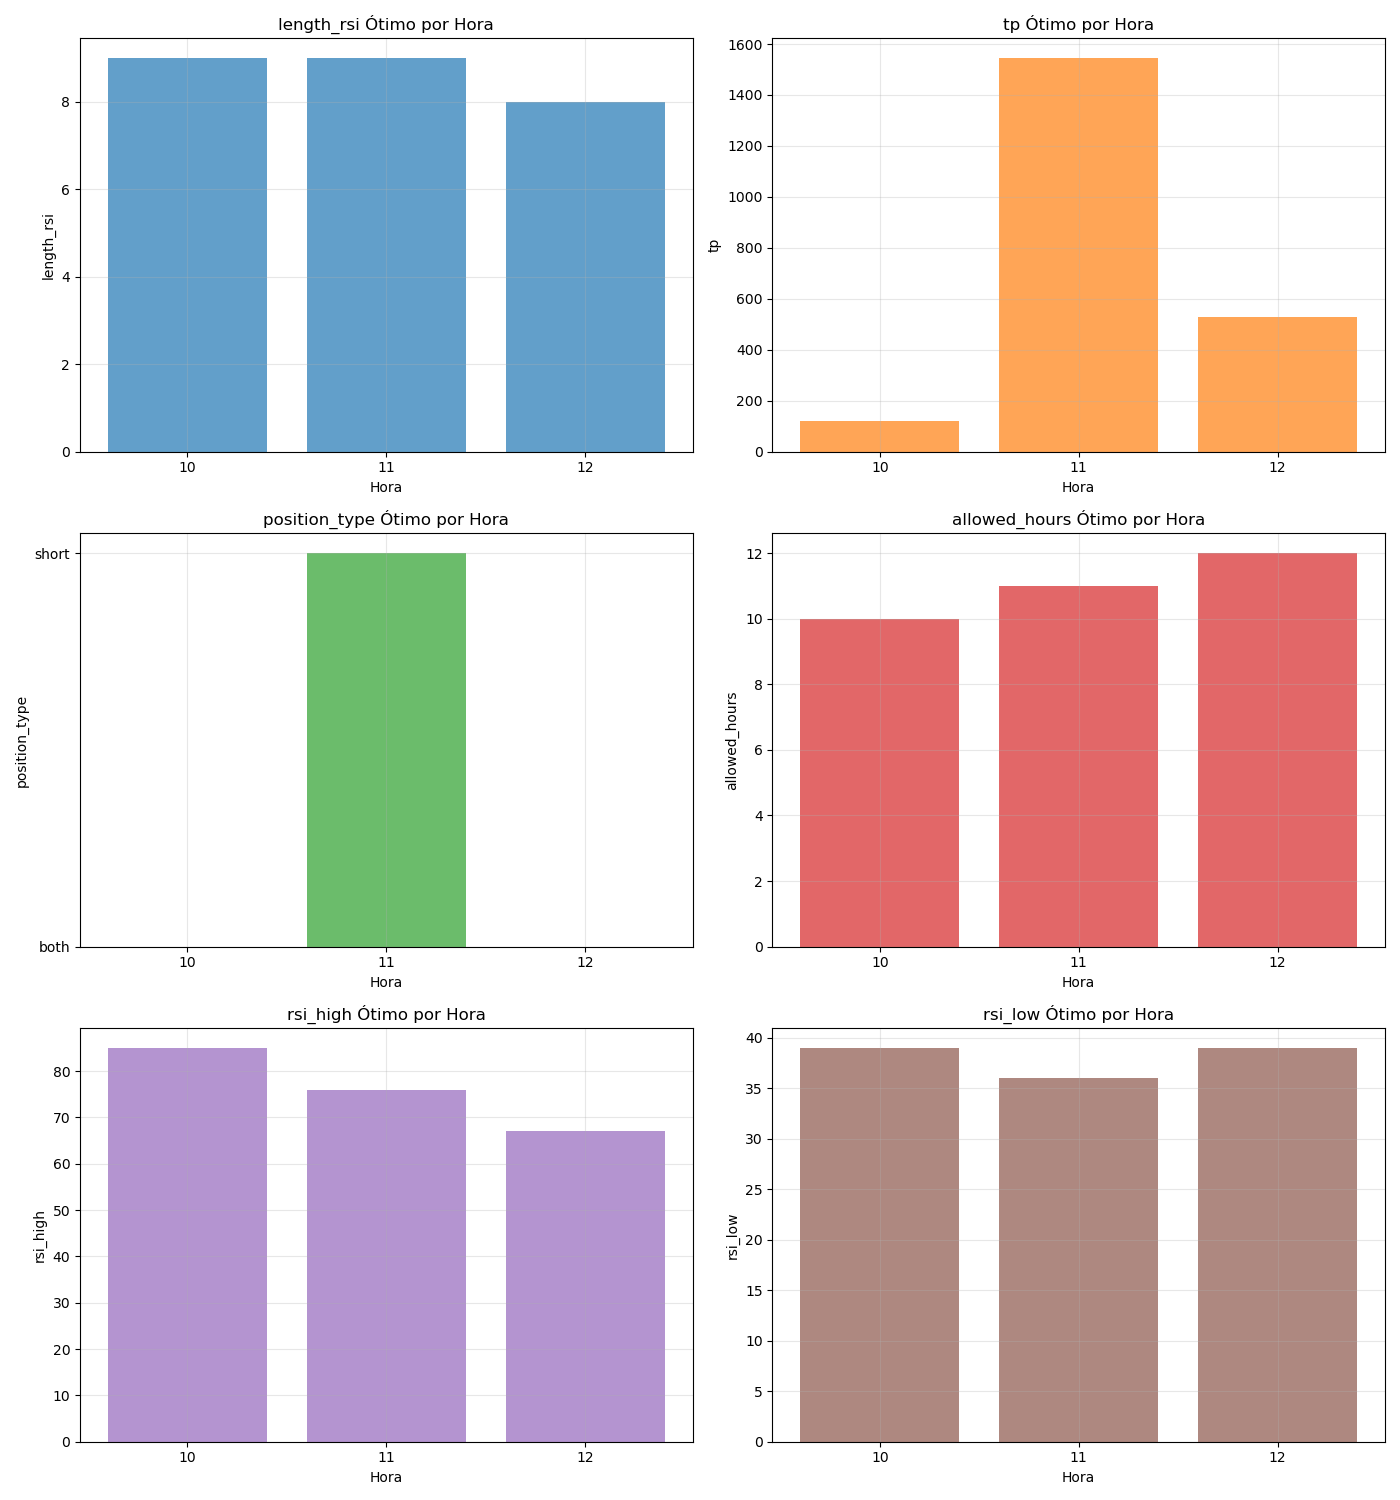 length_rsi Ótimo por Hora
8
6
4
2
0
length_rsi
10 11 12
Hora
tp Ótimo por Hora
1600
1400
1200
1000
800
600
400
200
0
tp
10 11 12
Hora
position_type Ótimo por Hora
short
both
position_type
10 11 12
Hora
allowed_hours Ótimo por Hora
12
10
8
6
4
2
0
allowed_hours
10 11 12
Hora
rsi_high Ótimo por Hora
80
70
60
50
40
30
20
10
0
rsi_high
10 11 12
Hora
rsi_low Ótimo por Hora
40
35
30
25
20
15
10
5
0
rsi_low
10 11 12
Hora